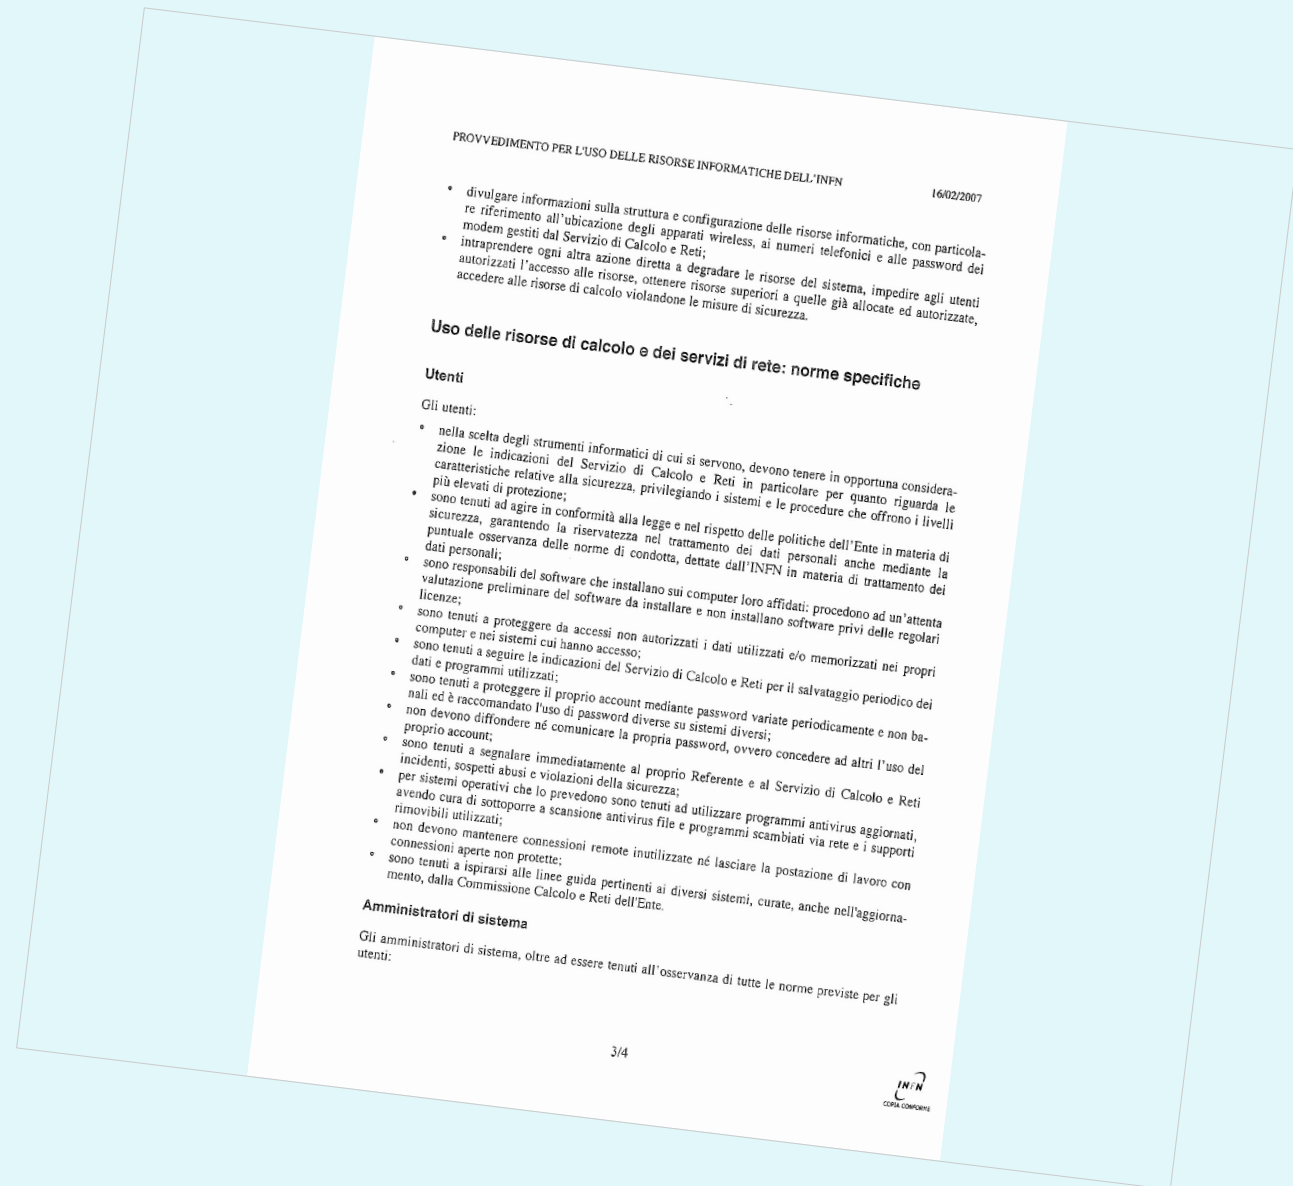 PROVVEDIMENTO PER L'USO DELLE RISORSE INFORMATICHE DELL'INFN
16/02/2007
• divulgare informazioni sulla struttura e configurazione delle risorse informatiche, con particola-
re riferimento all'ubicazione degli apparati wireless, ai numeri telefonici e alle password dei
modem gestiti dal Servizio di Calcolo e Reti;
• intraprendere ogni altra azione diretta a degradare le risorse del sistema, impedire agli utenti
autorizzati l'accesso alle risorse, ottenere risorse superiori a quelle già allocate ed autorizzate,
accedere alle risorse di calcolo violandone le misure di sicurezza.
Uso delle risorse di calcolo e dei servizi di rete: norme specifiche
Utenti
Gli utenti:
• nella scelta degli strumenti informatici di cui si servono, devono tenere in opportuna considera-
zione le indicazioni del Servizio di Calcolo e Reti in particolare per quanto riguarda le
caratteristiche relative alla sicurezza, privilegiando i sistemi e le procedure che offrono i livelli
più elevati di protezione;
• sono tenuti ad agire in conformità alla legge e nel rispetto delle politiche dell'Ente in materia di
sicurezza, garantendo la riservatezza nel trattamento dei dati personali anche mediante la
puntuale osservanza delle norme di condotta, dettate dall'INFN in materia di trattamento dei
dati personali;
• sono responsabili del software che installano sui computer loro affidati: procedono ad un'attenta
valutazione preliminare del software da installare e non installano software privi delle regolari
licenze;
• sono tenuti a proteggere da accessi non autorizzati i dati utilizzati e/o memorizzati nei propri
computer e nei sistemi cui hanno accesso;
• sono tenuti a seguire le indicazioni del Servizio di Calcolo e Reti per il salvataggio periodico dei
dati e programmi utilizzati;
• sono tenuti a proteggere il proprio account mediante password variate periodicamente e non ba-
nali ed è raccomandato l'uso di password diverse su sistemi diversi;
• non devono diffondere né comunicare la propria password, ovvero concedere ad altri l'uso del
proprio account;
• sono tenuti a segnalare immediatamente al proprio Referente e al Servizio di Calcolo e Reti
incidenti, sospetti abusi e violazioni della sicurezza;
• per sistemi operativi che lo prevedono sono tenuti ad utilizzare programmi antivirus aggiornati,
avendo cura di sottoporre a scansione antivirus file e programmi scambiati via rete e i supporti
rimovibili utilizzati;
• non devono mantenere connessioni remote inutilizzate né lasciare la postazione di lavoro con
connessioni aperte non protette;
• sono tenuti a ispirarsi alle linee guida pertinenti ai diversi sistemi, curate, anche nell'aggiorna-
mento, dalla Commissione Calcolo e Reti dell'Ente.
Amministratori di sistema
Gli amministratori di sistema, oltre ad essere tenuti all'osservanza di tutte le norme previste per gli
utenti:
3/4
INFN
COPIA CONFORME